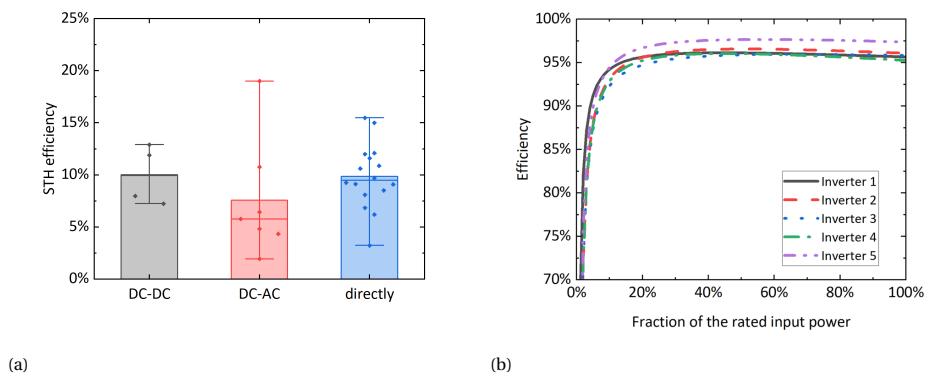 25%
20%
15%
10%
5%
0%
STH efficiency
DC-DC
DC-AC
directly
(a)
100%
95%
90%
85%
80%
75%
70%
Efficiency
Inverter 1
Inverter 2
Inverter 3
Inverter 4
Inverter 5
0%
20%
40%
60%
80%
100%
Fraction of the rated input power
(b)